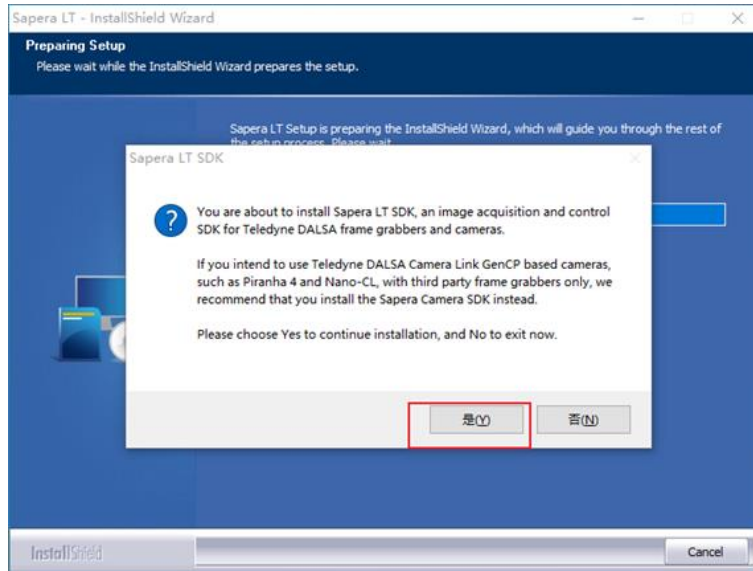 Sapera LT - InstallShield Wizard
Preparing Setup
Please wait while the InstallShield Wizard prepares the setup.
Sapera LT Setup is preparing the InstallShield Wizard, which will guide you through the rest of
the setup process. Please wait.
Sapera LT SDK
You are about to install Sapera LT SDK, an image acquisition and control
SDK for Teledyne DALSA frame grabbers and cameras.
If you intend to use Teledyne DALSA Camera Link GenCP based cameras,
such as Piranha 4 and Nano-CL, with third party frame grabbers only, we
recommend that you install the Sapera Camera SDK instead.
Please choose Yes to continue installation, and No to exit now.
是(Y)
否(N)
InstallShield
Cancel